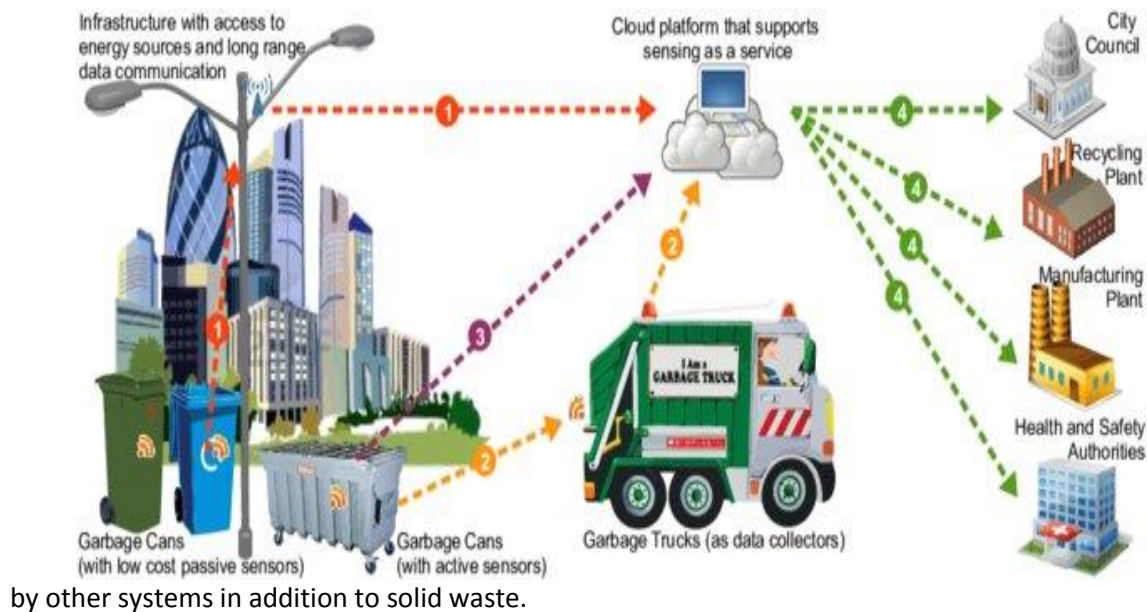 Infrastructure with access to
energy sources and long range
data communication
Cloud platform that supports
sensing as a service
City
Council
1
4
Recycling
Plant
4
2
4
Manufacturing
Plant
4
1
3
I Am a
GARBAGE TRUCK
2
Health and Safety
Authorities
Garbage Cans
(with low cost passive sensors)
Garbage Cans
(with active sensors)
Garbage Trucks (as data collectors)
by other systems in addition to solid waste.